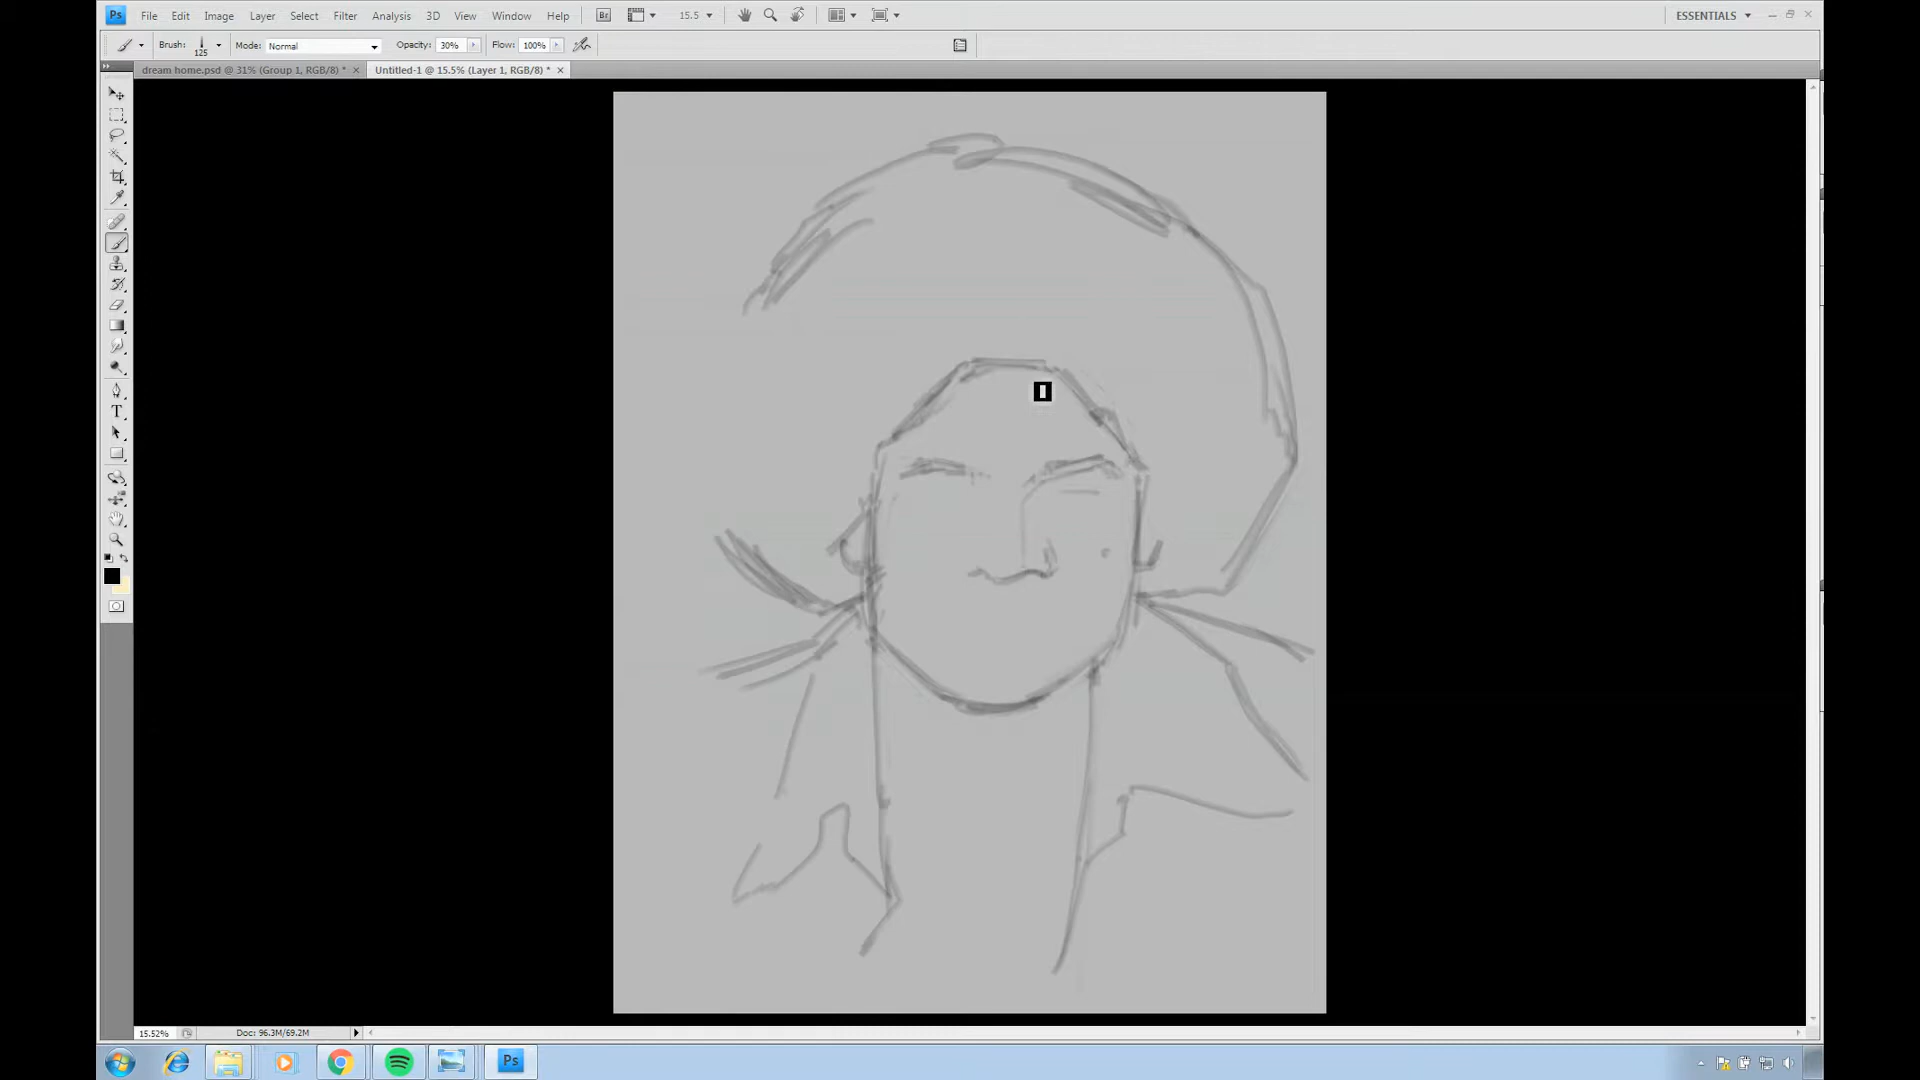 Ps File Edit Image Layer Select Filter Analysis 3D View Window Help Br 15.5 ESSENTIALS
Brush: 125 Mode: Normal Opacity: 30% Flow: 100%
dream home.psd @ 31% (Group 1, RGB/8) * Untitled-1 @ 15.5% (Layer 1, RGB/8) *
T
15.52% Doc: 96.3M/69.2M
Ps